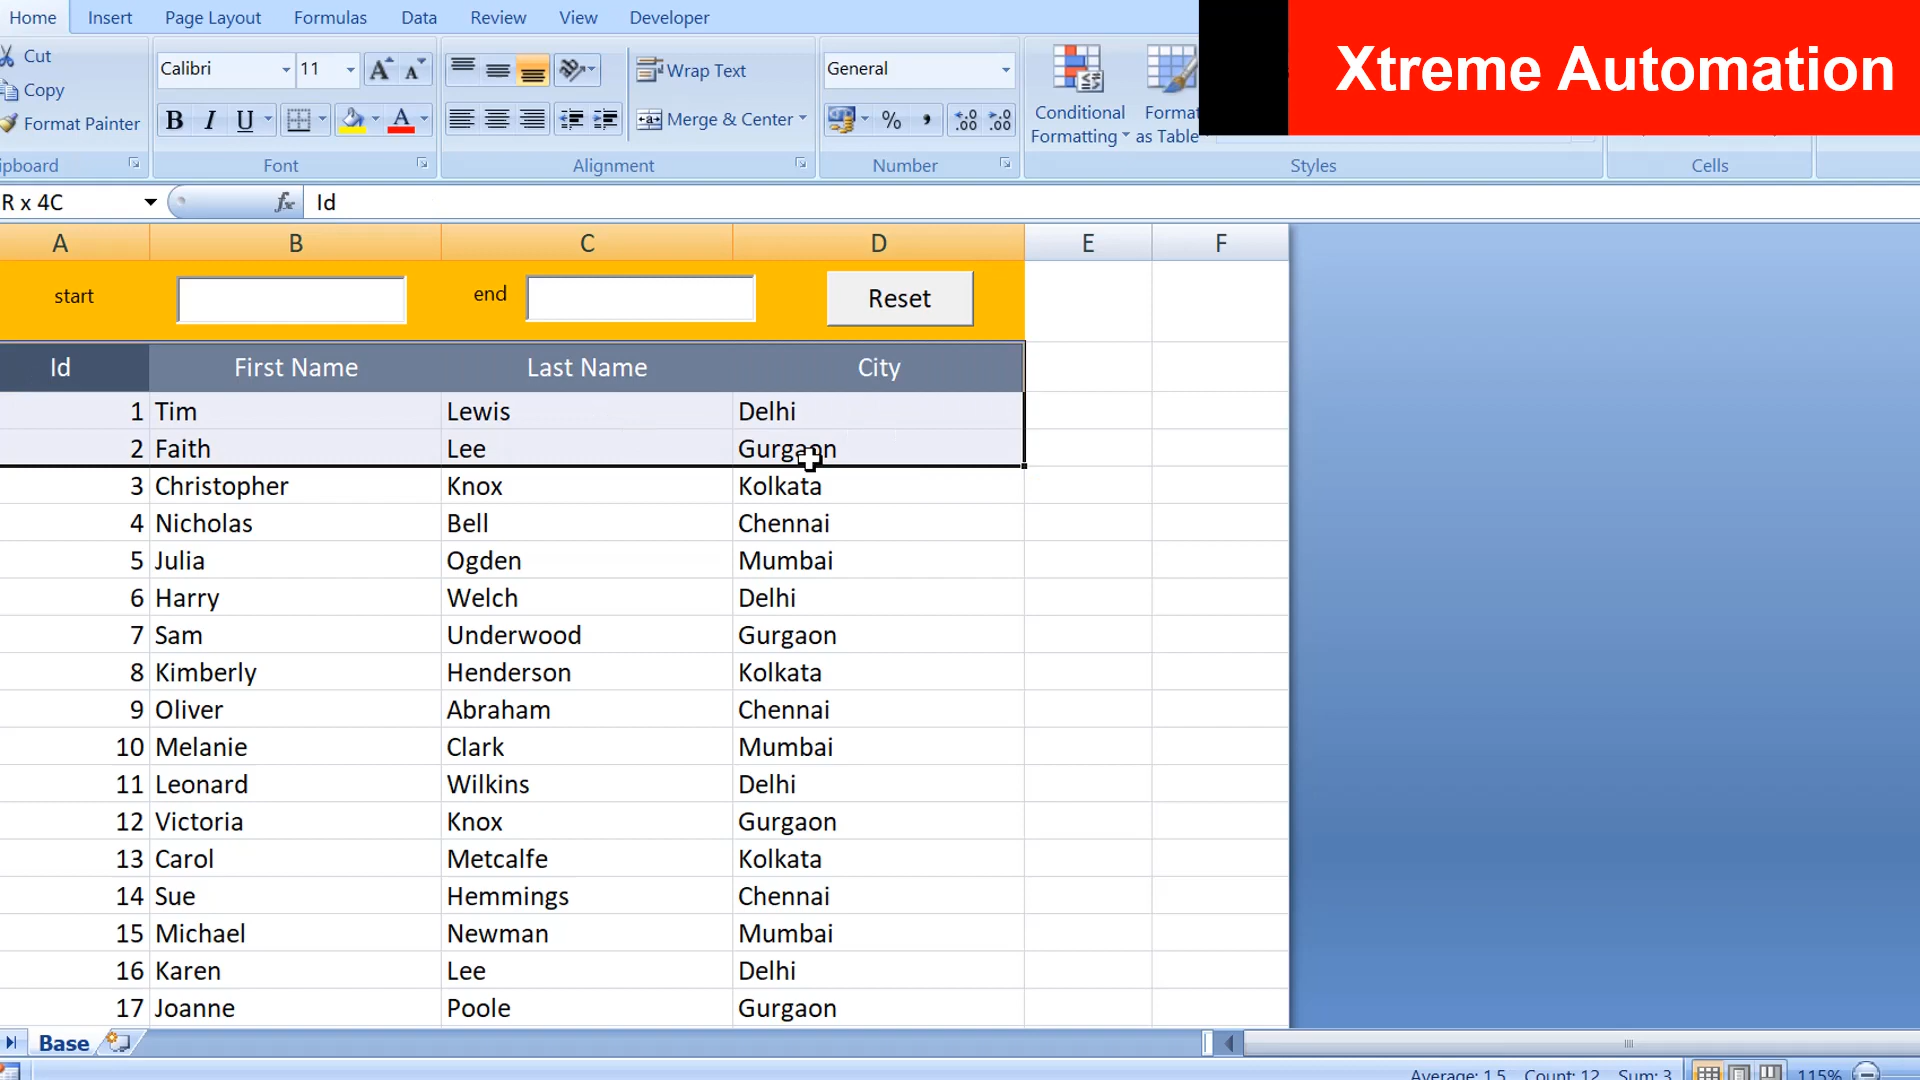 Home Insert Page Layout Formulas Data Review View Developer
Xtreme Automation
Cut
Copy
Format Painter
Calibri 11
B I U
Wrap Text
Merge & Center
General
%
Conditional Formatting
Format as Table
Font Alignment Number Styles Cells
R x 4C fx Id
A B C D E F
start end Reset
Id First Name Last Name City
1 Tim Lewis Delhi
2 Faith Lee Gurgaon
3 Christopher Knox Kolkata
4 Nicholas Bell Chennai
5 Julia Ogden Mumbai
6 Harry Welch Delhi
7 Sam Underwood Gurgaon
8 Kimberly Henderson Kolkata
9 Oliver Abraham Chennai
10 Melanie Clark Mumbai
11 Leonard Wilkins Delhi
12 Victoria Knox Gurgaon
13 Carol Metcalfe Kolkata
14 Sue Hemmings Chennai
15 Michael Newman Mumbai
16 Karen Lee Delhi
17 Joanne Poole Gurgaon
Base
Average: 1.5 Count: 12 Sum: 3 115%